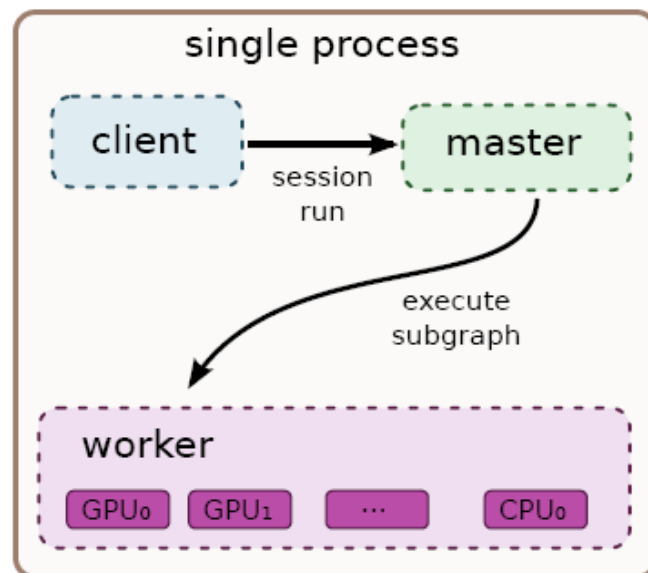 single process
client
master
session
run
execute
subgraph
worker
GPU₀ GPU₁ ... CPU₀